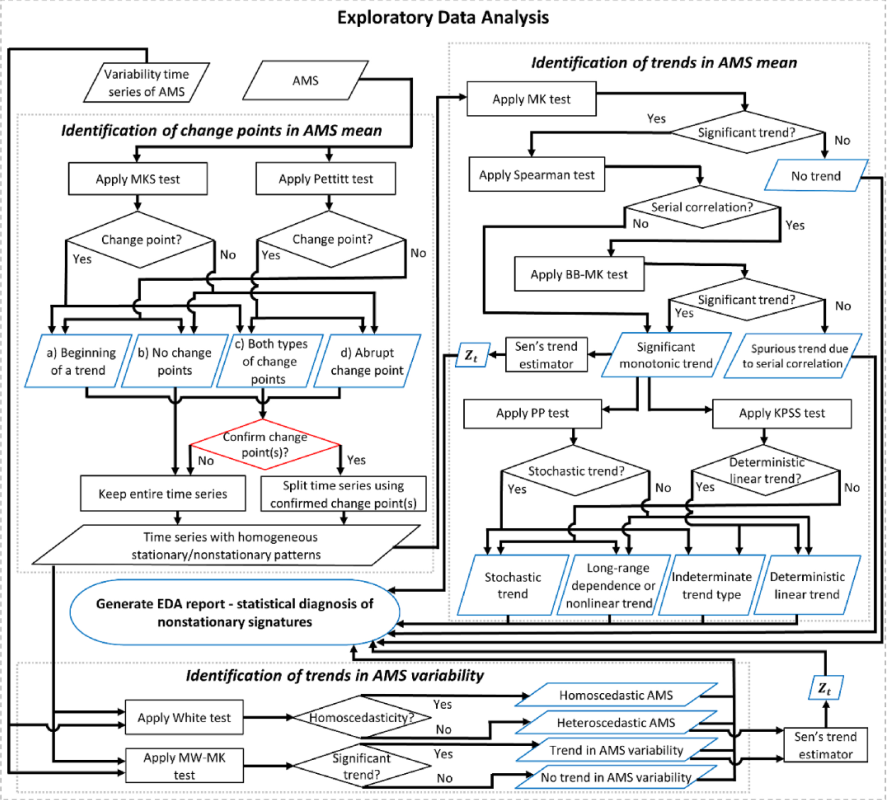 Exploratory Data Analysis
Variability time
series of AMS
AMS
Identification of change points in AMS mean
Apply MKS test
Apply Pettitt test
Change point?
Yes
No
Change point?
Yes
No
a) Beginning
of a trend
b) No change
points
c) Both types
of change
points
d) Abrupt
change point
Confirm change
point(s)?
No
Yes
Keep entire time series
Split time series using
confirmed change point(s)
Time series with homogeneous
stationary/nonstationary patterns
Identification of trends in AMS mean
Apply MK test
Significant trend?
Yes
No
No trend
Apply Spearman test
Serial correlation?
No
Yes
Apply BB-MK test
Significant trend?
Yes
No
Zt
Sen's trend
estimator
Significant
monotonic trend
Spurious trend due
to serial correlation
Apply PP test
Apply KPSS test
Stochastic trend?
Yes
No
Deterministic
linear trend?
Yes
No
Stochastic
trend
Long-range
dependence or
nonlinear trend
Indeterminate
trend type
Deterministic
linear trend
Generate EDA report - statistical diagnosis of
nonstationary signatures
Identification of trends in AMS variability
Apply White test
Homoscedasticity?
Yes
No
Homoscedastic AMS
Heteroscedastic AMS
Apply MW-MK
test
Significant
trend?
Yes
No
Trend in AMS variability
No trend in AMS variability
Zt
Sen's trend
estimator